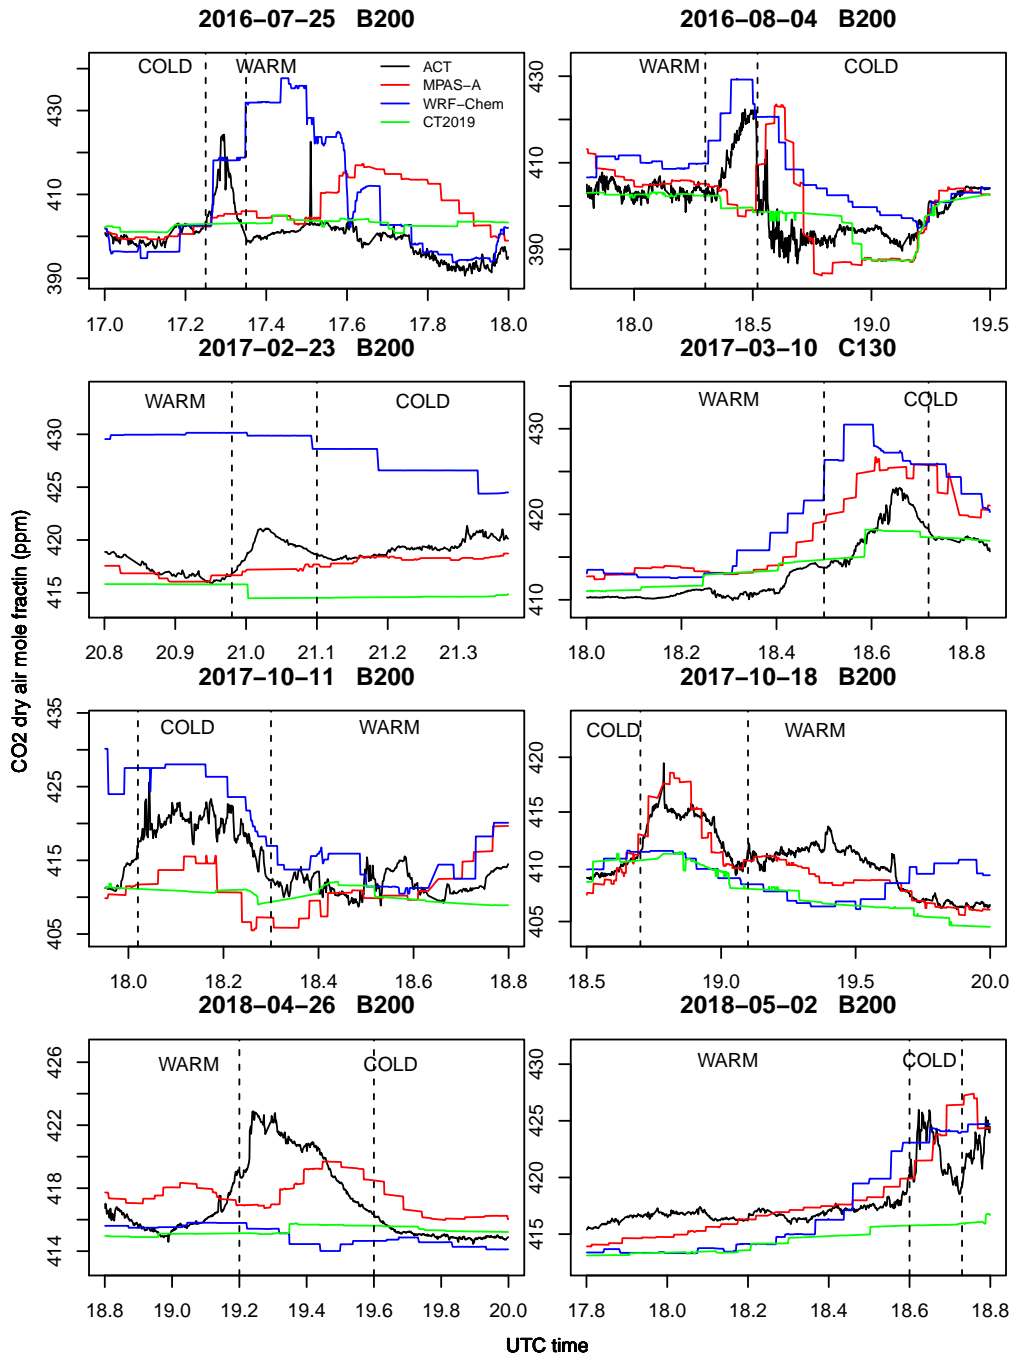 2016−07−25 B200
2016−08−04 B200
COLD
WARM
ACT
MPAS−A
WRF−Chem
CT2019
390
410
430
17.0
17.2
17.4
17.6
17.8
18.0
WARM
COLD
390
410
430
18.0
18.5
19.0
19.5
2017−02−23 B200
2017−03−10 C130
WARM
COLD
415
420
425
430
20.8
20.9
21.0
21.1
21.2
21.3
WARM
COLD
410
420
430
18.0
18.2
18.4
18.6
18.8
CO2 dry air mole fractin (ppm)
2017−10−11 B200
2017−10−18 B200
COLD
WARM
405
415
425
435
18.0
18.2
18.4
18.6
18.8
COLD
WARM
405
410
415
420
18.5
19.0
19.5
20.0
2018−04−26 B200
2018−05−02 B200
WARM
COLD
414
418
422
426
18.8
19.0
19.2
19.4
19.6
19.8
20.0
WARM
COLD
415
420
425
430
17.8
18.0
18.2
18.4
18.6
18.8
UTC time